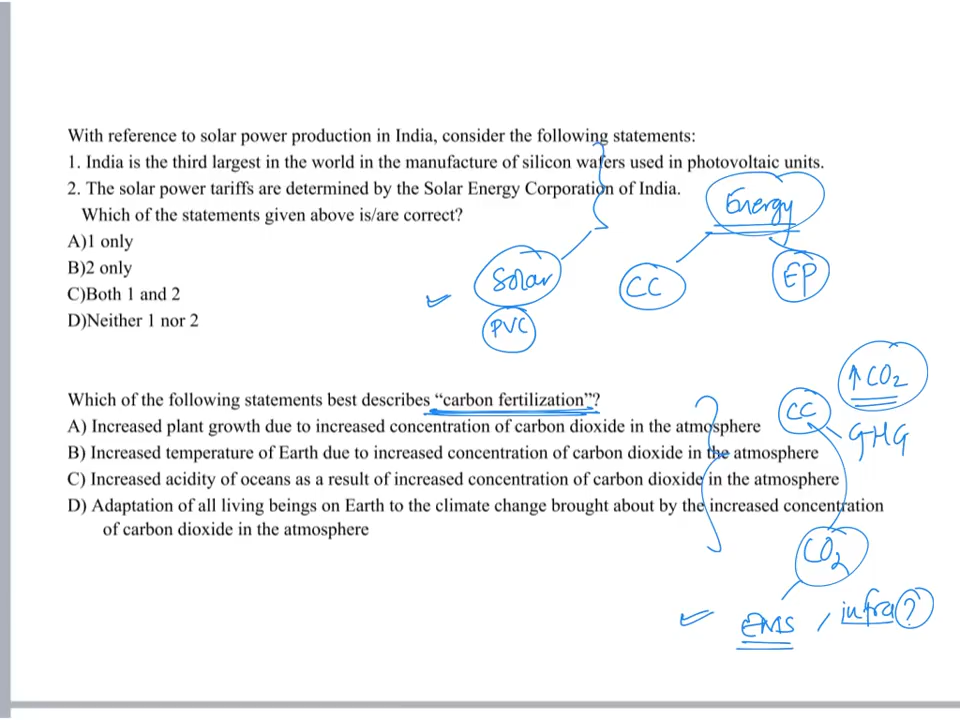 With reference to solar power production in India, consider the following statements:
1. India is the third largest in the world in the manufacture of silicon wafers used in photovoltaic units.
2. The solar power tariffs are determined by the Solar Energy Corporation of India.
Which of the statements given above is/are correct?
A)1 only
B)2 only
C)Both 1 and 2
D)Neither 1 nor 2
Energy
Solar
CC
EP
PVC
Which of the following statements best describes “carbon fertilization”?
A) Increased plant growth due to increased concentration of carbon dioxide in the atmosphere
B) Increased temperature of Earth due to increased concentration of carbon dioxide in the atmosphere
C) Increased acidity of oceans as a result of increased concentration of carbon dioxide in the atmosphere
D) Adaptation of all living beings on Earth to the climate change brought about by the increased concentration
of carbon dioxide in the atmosphere
↑CO2
CC
GHG
CO2
EMS / infra ?